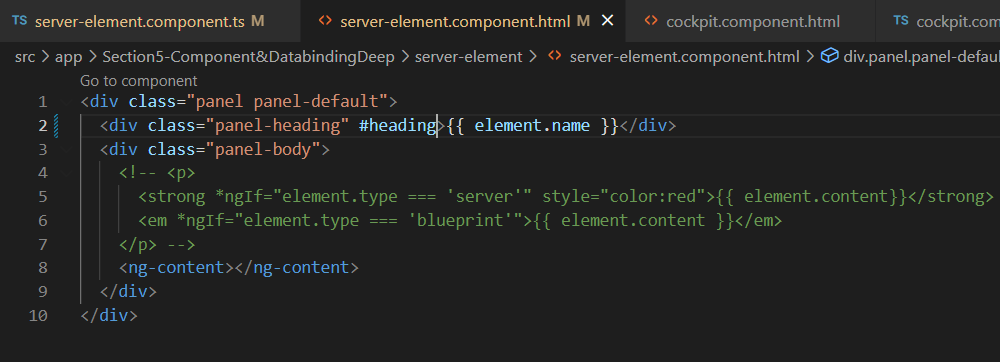 TS server-element.component.ts M <> server-element.component.html M × <> cockpit.component.html TS cockpit.com
src > app > Section5-Component&DatabindingDeep > server-element > <> server-element.component.html > div.panel.panel-defau
Go to component
1 <div class="panel panel-default">
2 <div class="panel-heading" #heading>{{ element.name }}</div>
3 <div class="panel-body">
4 <!-- <p>
5 <strong *ngIf="element.type === 'server'" style="color:red">{{ element.content}}</strong>
6 <em *ngIf="element.type === 'blueprint'">{{ element.content }}</em>
7 </p> -->
8 <ng-content></ng-content>
9 </div>
10 </div>